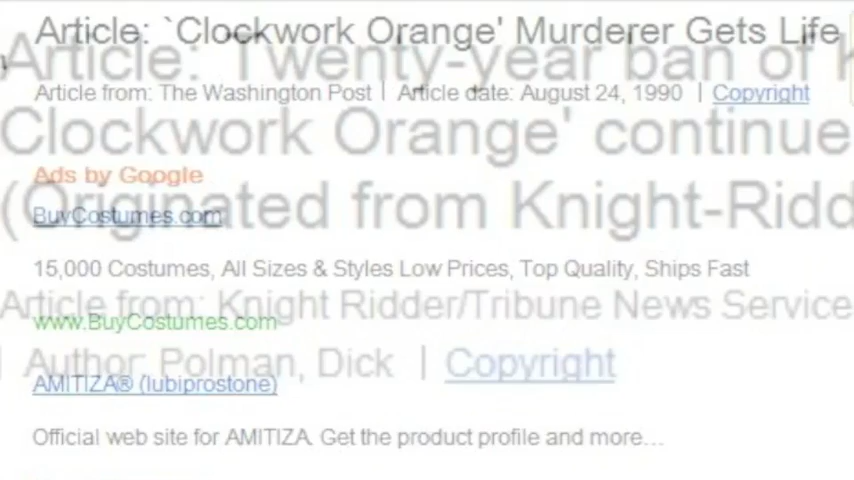 Article: `Clockwork Orange' Murderer Gets Life
Article: Twenty-year ban of
Article from: The Washington Post | Article date: August 24, 1990 | Copyright
Clockwork Orange' continue
Ads by Google
(Originated from Knight-Ridd
BuyCostumes.com
15,000 Costumes, All Sizes & Styles Low Prices, Top Quality, Ships Fast
Article from: Knight Ridder/Tribune News Service
www.BuyCostumes.com
| Author: Polman, Dick | Copyright
AMITIZA® (lubiprostone)
Official web site for AMITIZA. Get the product profile and more...